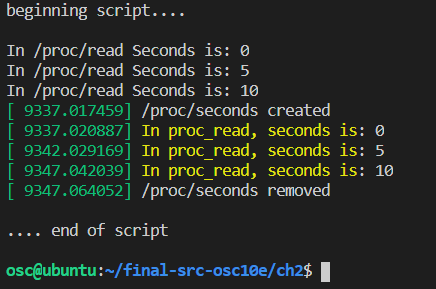 beginning script....
In /proc/read Seconds is: 0
In /proc/read Seconds is: 5
In /proc/read Seconds is: 10
[ 9337.017459] /proc/seconds created
[ 9337.020887] In proc_read, seconds is: 0
[ 9342.029169] In proc_read, seconds is: 5
[ 9347.042039] In proc_read, seconds is: 10
[ 9347.064052] /proc/seconds removed
.... end of script
osc@ubuntu:~/final-src-osc10e/ch2$